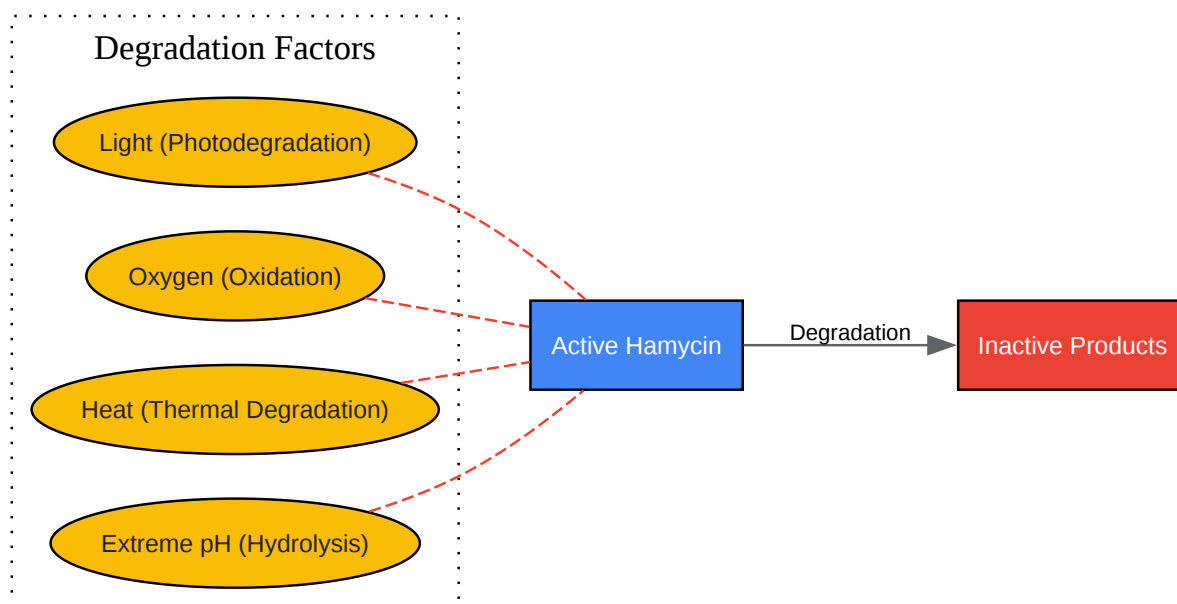 Degradation Factors
Light (Photodegradation)
Oxygen (Oxidation)
Heat (Thermal Degradation)
Extreme pH (Hydrolysis)
Active Hamycin
Degradation
Inactive Products